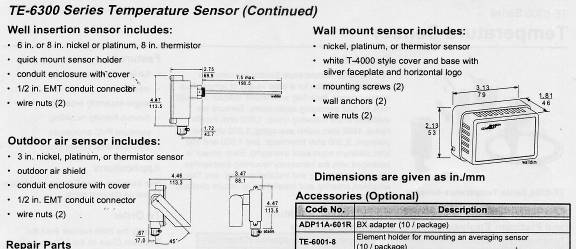 TE-6300 Series Temperature Sensor (Continued)
Well insertion sensor includes:
• 6 in. or 8 in. nickel or platinum, 8 in. thermistor
• quick mount sensor holder
• conduit enclosure with cover
• 1/2 in. EMT conduit connector
• wire nuts (2)
2.75
69.9
7.5 max.
190.5
4.47
113.5
1.72
43.7
Outdoor air sensor includes:
• 3 in. nickel, platinum, or thermistor sensor
• outdoor air shield
• conduit enclosure with cover
• 1/2 in. EMT conduit connector
• wire nuts (2)
4.46
113.3
.67
17.0
45°
3.47
88.1
4.47
113.5
Repair Parts
Wall mount sensor includes:
• nickel, platinum, or thermistor sensor
• white T-4000 style cover and base with
silver faceplate and horizontal logo
• mounting screws (2)
• wall anchors (2)
• wire nuts (2)
3.13
79
1.81
46
2.13
53
walldim
Dimensions are given as in./mm
Accessories (Optional)
Code No. Description
ADP11A-601R BX adapter (10 / package)
TE-6001-8 Element holder for mounting an averaging sensor
(10 / package)